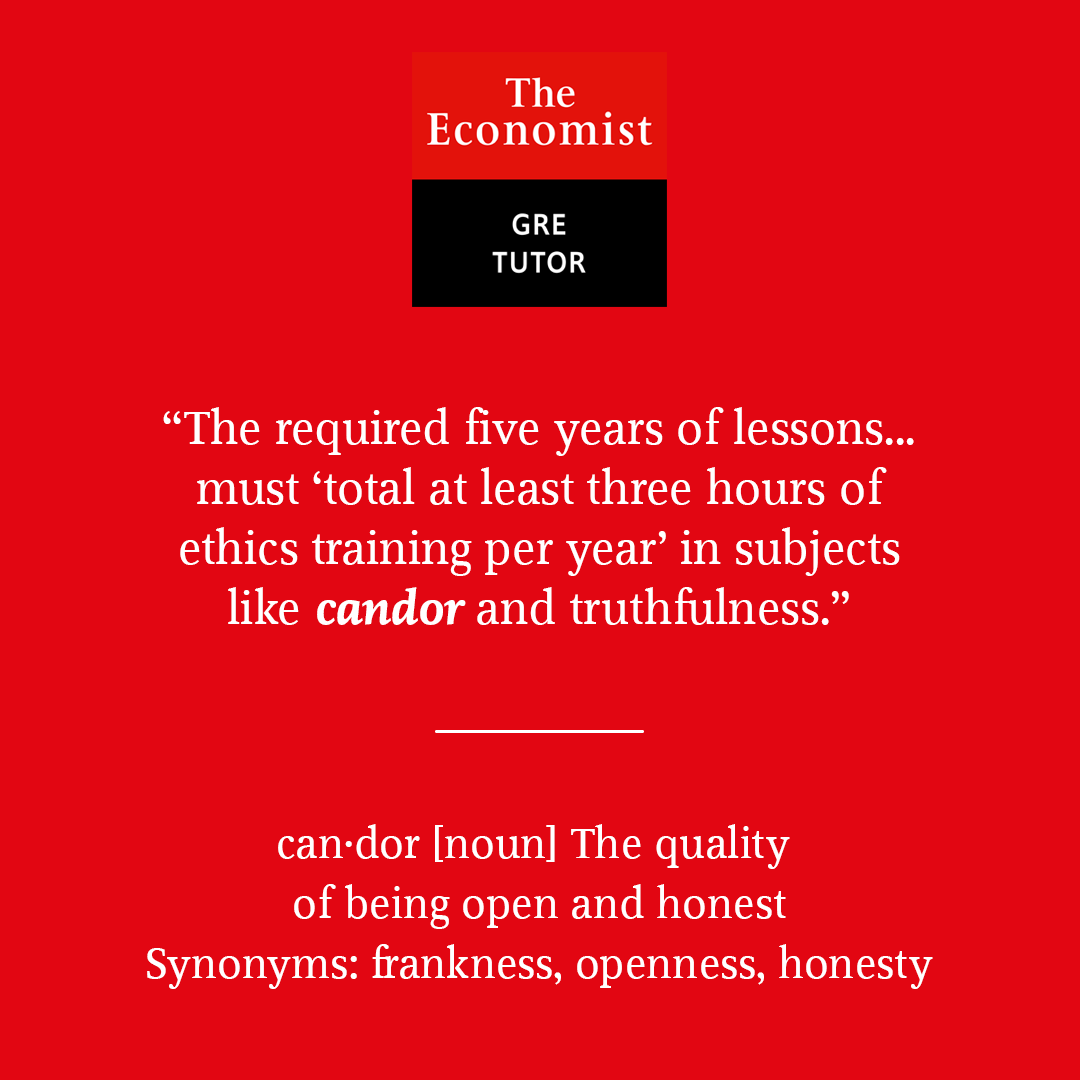 The
Economist
GRE
TUTOR
“The required five years of lessons...
must ‘total at least three hours of
ethics training per year’ in subjects
like candor and truthfulness.”
can·dor [noun] The quality
of being open and honest
Synonyms: frankness, openness, honesty